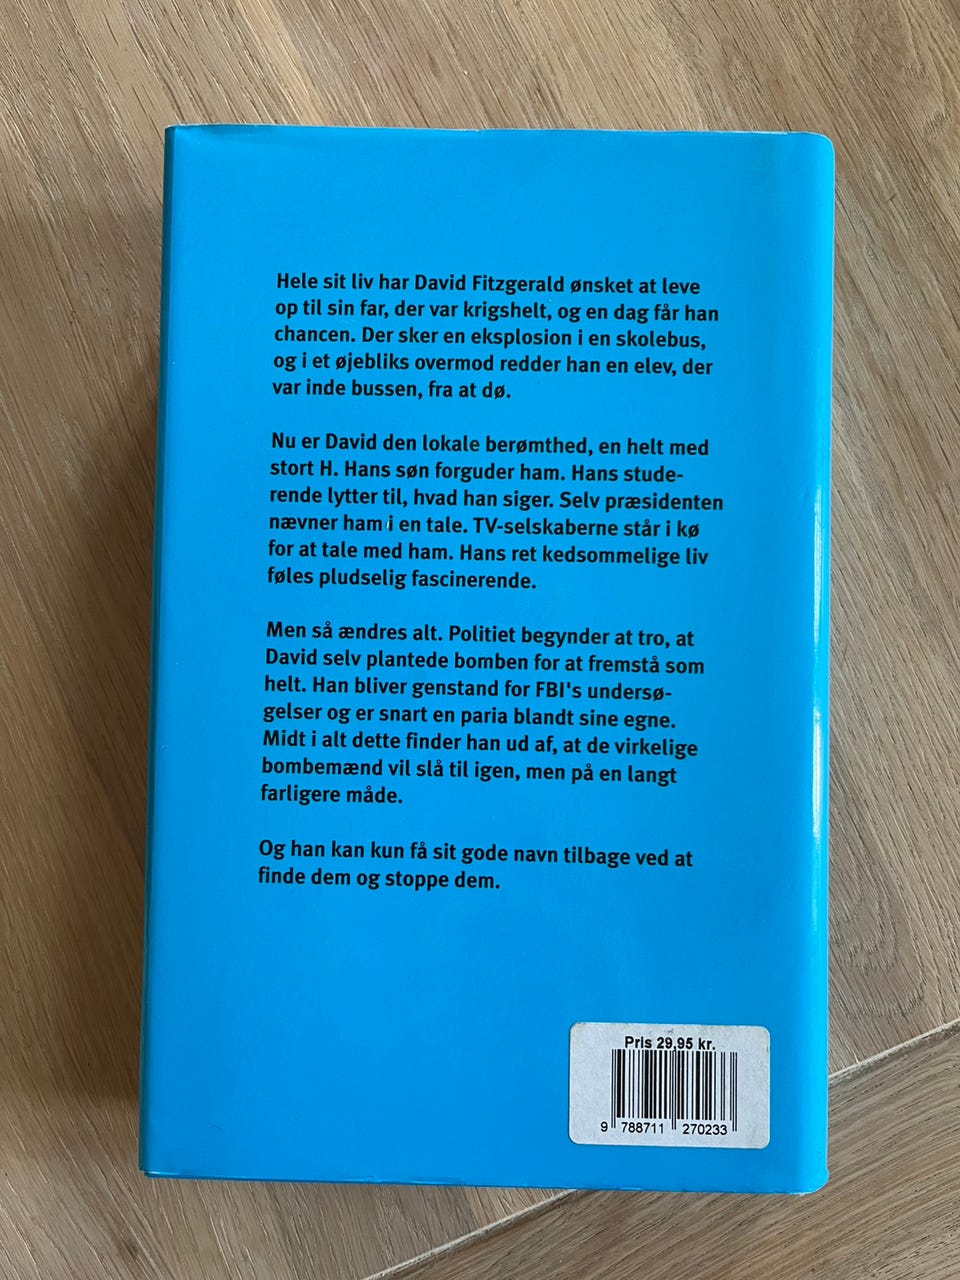 Hele sit liv har David Fitzgerald ønsket at leve
op til sin far, der var krigshelt, og en dag får han
chancen. Der sker en eksplosion i en skolebus,
og i et øjebliks overmod redder han en elev, der
var inde bussen, fra at dø.
Nu er David den lokale berømthed, en helt med
stort H. Hans søn forguder ham. Hans stude-
rende lytter til, hvad han siger. Selv præsidenten
nævner ham i en tale. TV-selskaberne står i kø
for at tale med ham. Hans ret kedsommelige liv
føles pludselig fascinerende.
Men så ændres alt. Politiet begynder at tro, at
David selv plantede bomben for at fremstå som
helt. Han bliver genstand for FBI's undersø-
gelser og er snart en paria blandt sine egne.
Midt i alt dette finder han ud af, at de virkelige
bombemænd vil slå til igen, men på en langt
farligere måde.
Og han kan kun få sit gode navn tilbage ved at
finde dem og stoppe dem.
Pris 29,95 kr.
9 788711 270233